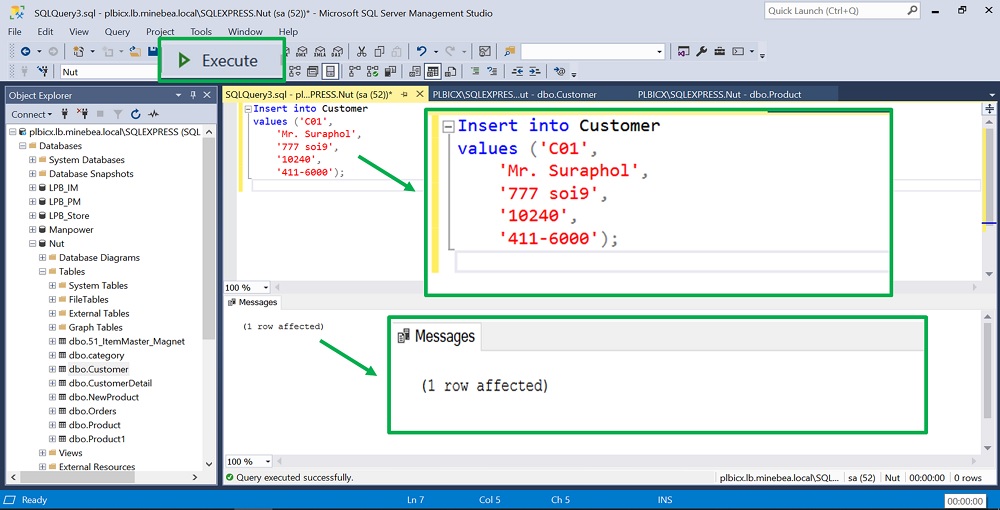 SQLQuery3.sql - plbicx.lb.minebea.local\SQLEXPRESS.Nut (sa (52))* - Microsoft SQL Server Management Studio
Quick Launch (Ctrl+Q)
File Edit View Query Project Tools Window Help
Execute
Nut
Object Explorer
Connect
plbicx.lb.minebea.local\SQLEXPRESS (SQL
Databases
System Databases
Database Snapshots
LPB_IM
LPB_PM
LPB_Store
Manpower
Nut
Database Diagrams
Tables
System Tables
FileTables
External Tables
Graph Tables
dbo.51_ItemMaster_Magnet
dbo.category
dbo.Customer
dbo.CustomerDetail
dbo.NewProduct
dbo.Orders
dbo.Product
dbo.Product1
Views
External Resources
SQLQuery3.sql - pl...PRESS.Nut (sa (52))*
PLBICX\SQLEXPRES...ut - dbo.Customer
PLBICX\SQLEXPRESS.Nut - dbo.Product
Insert into Customer
values ('C01',
'Mr. Suraphol',
'777 soi9',
'10240',
'411-6000');
Insert into Customer
values ('C01',
'Mr. Suraphol',
'777 soi9',
'10240',
'411-6000');
100 %
Messages
(1 row affected)
Messages
(1 row affected)
100 %
Query executed successfully.
plbicx.lb.minebea.local\SQL... sa (52) Nut 00:00:00 0 rows
Ready
Ln 7
Col 5
Ch 5
INS
00:00:00